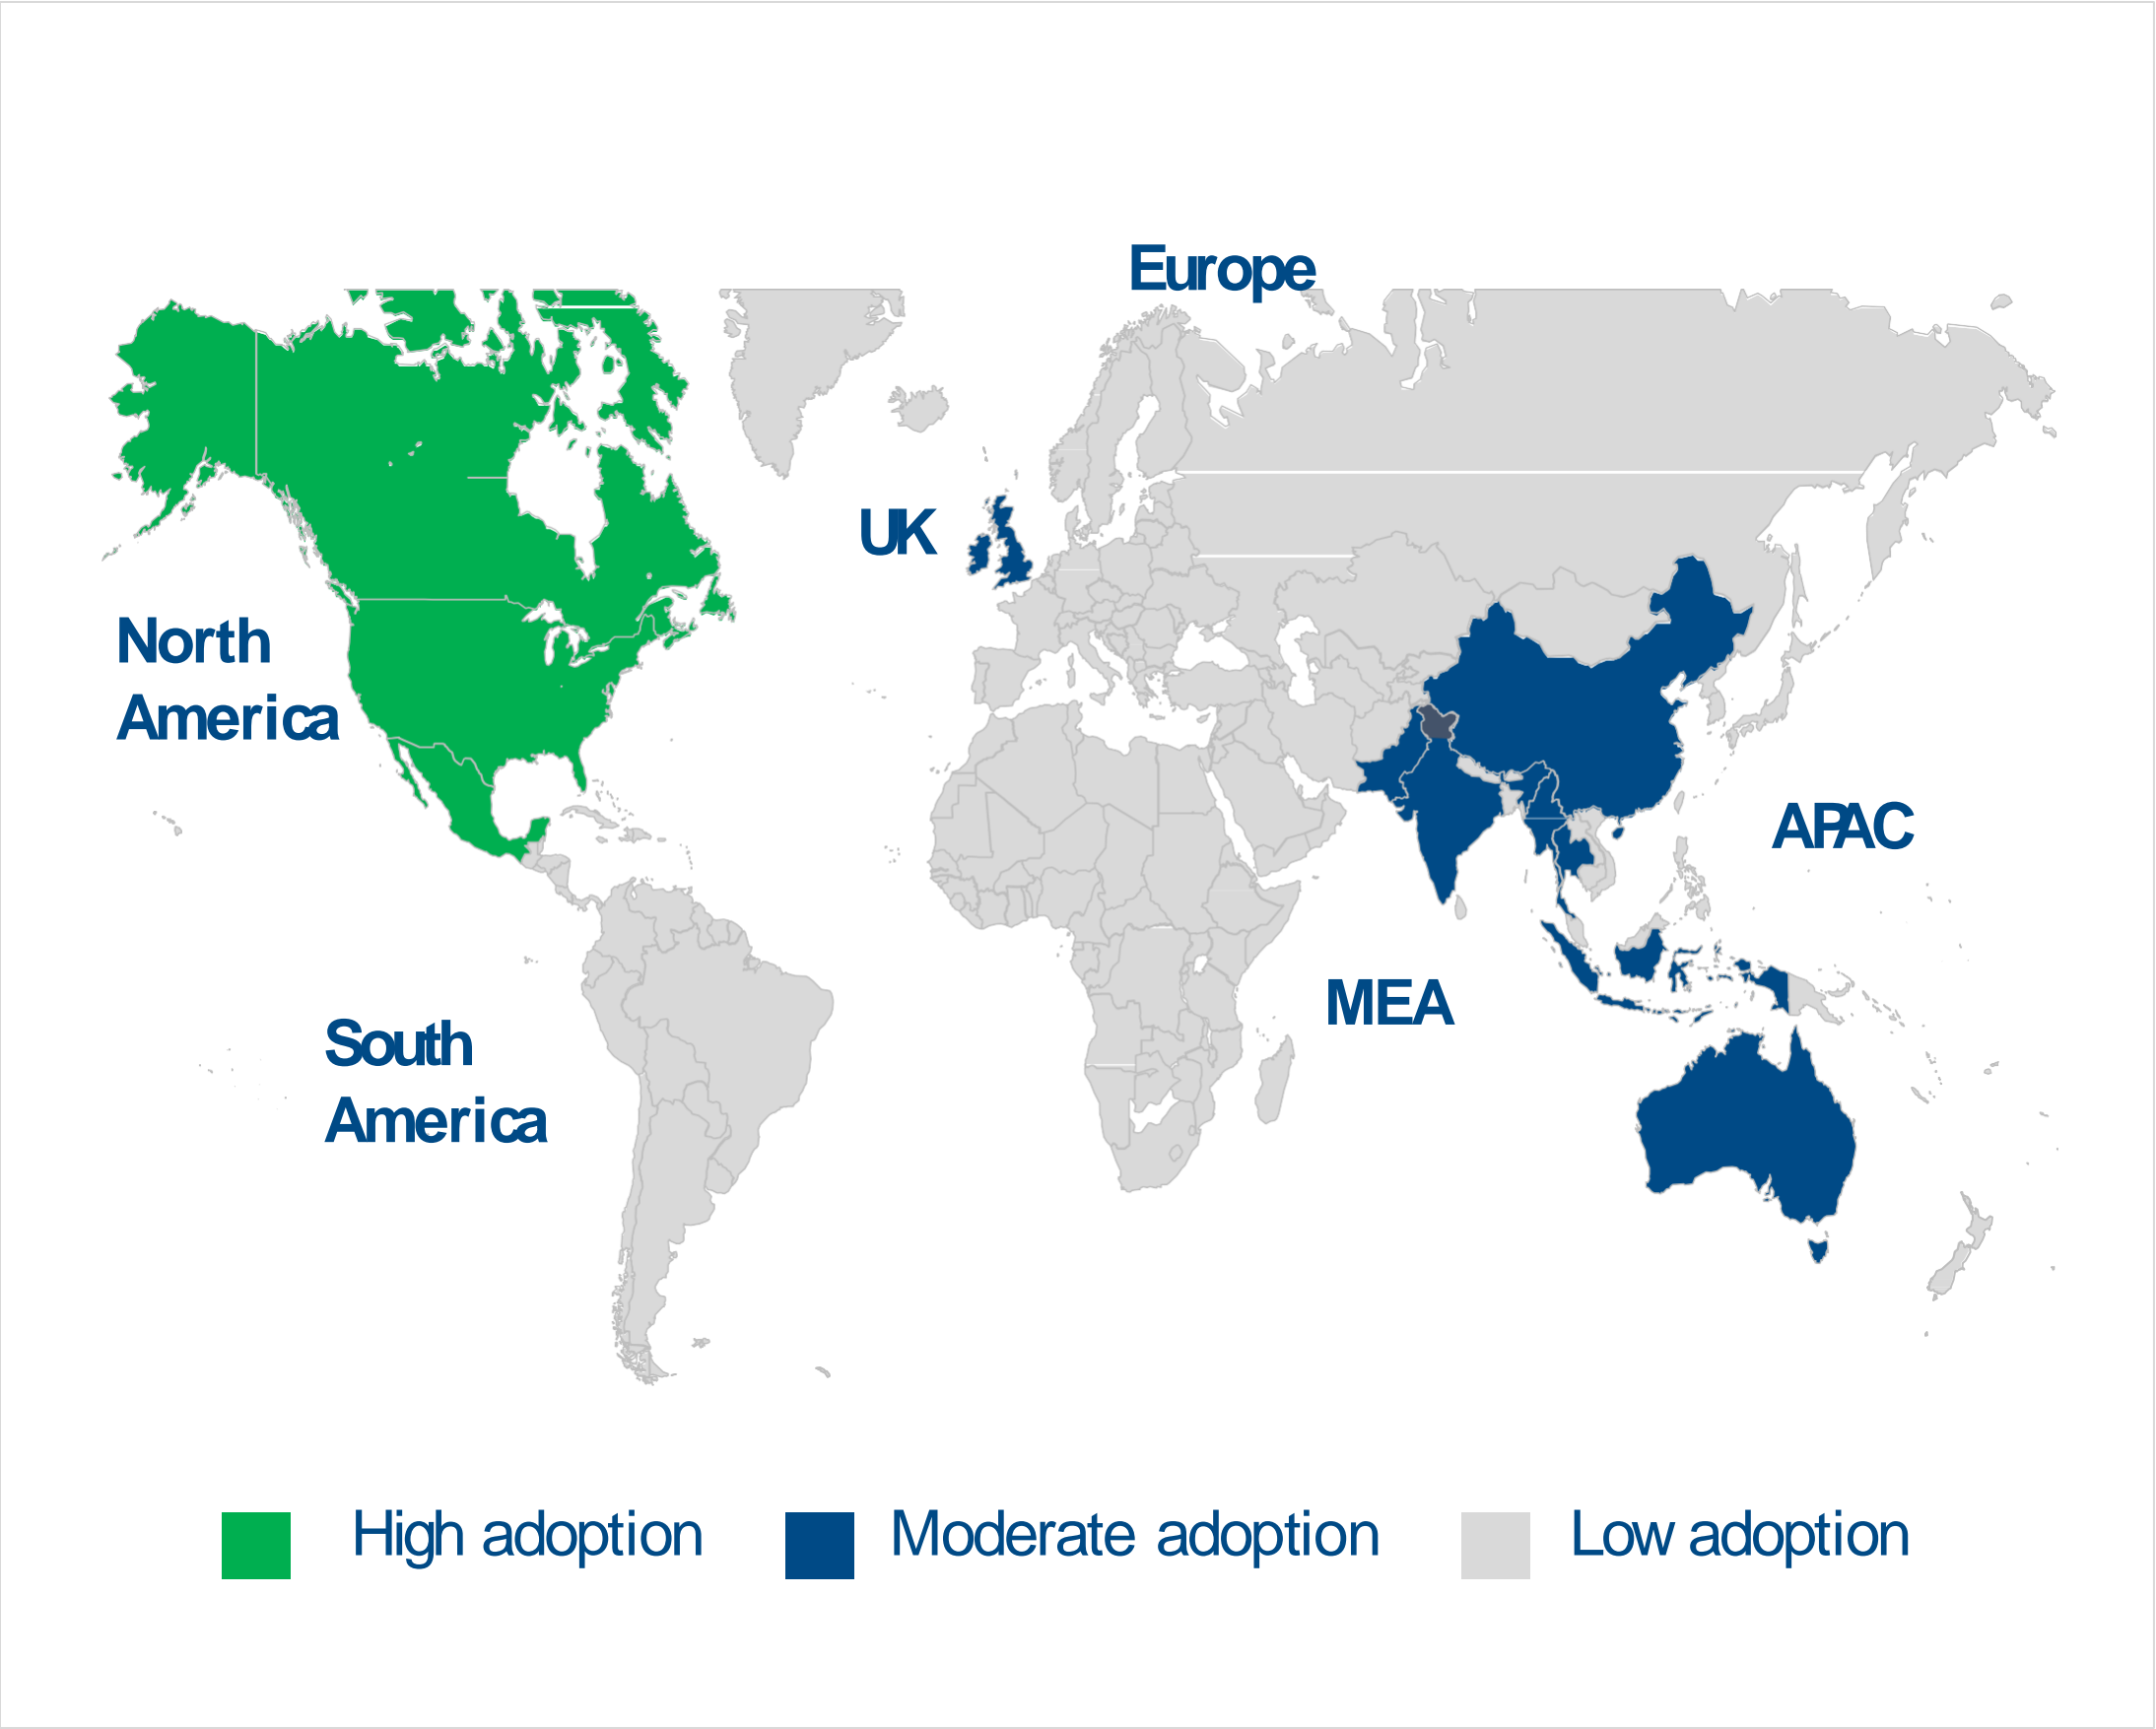 Europe
UK
North
America
APAC
MEA
South
America
High adoption
Moderate adoption
Low adoption